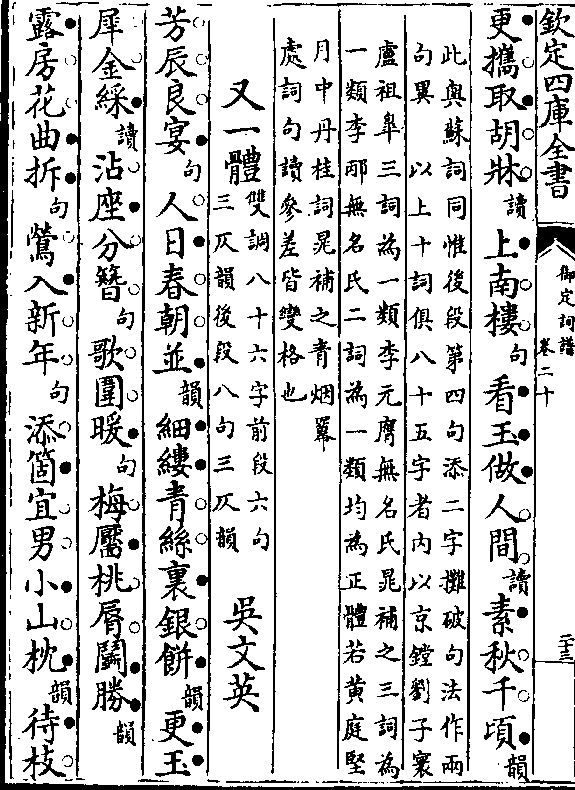 欽定四庫全書
御定詞譜
卷二十
二十三
更攜取胡牀讀上南樓句看玉做人間讀素秋千頃韻
此與蘇詞同惟後段第四句添二字攤破句法作兩
句異 以上十詞俱八十五字者内以京鏜劉子寰
盧祖皋三詞為一類李元膺無名氏晁補之三詞為
一類李邴無名氏二詞為一類均為正體若黃庭堅
月中丹桂詞晁補之青烟羃
處詞句讀參差皆變格也
又一體 雙調八十六字前段六句
三仄韻後段八句三仄韻 吳文英
芳辰良宴句人日春朝並韻細縷青絲裹銀餅韻更玉
犀金綵讀沾座分簪句歌圍暖句梅靨桃脣鬭勝韻
露房花曲折句鶯入新年句添箇宜男小山枕韻待枝